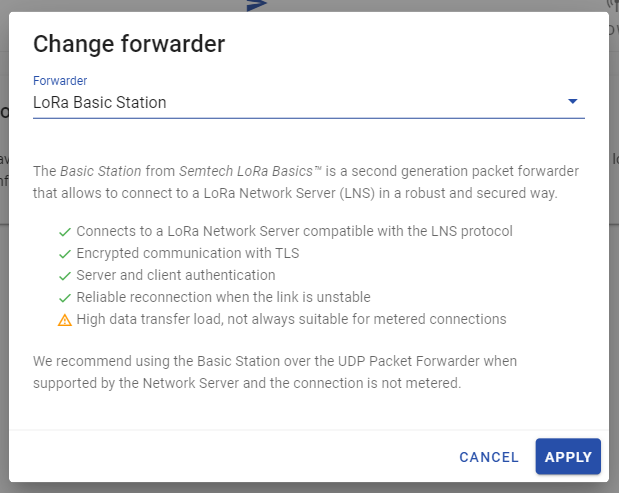 Change forwarder
Forwarder
LoRa Basic Station
The Basic Station from Semtech LoRa Basics™ is a second generation packet forwarder
that allows to connect to a LoRa Network Server (LNS) in a robust and secured way.
Connects to a LoRa Network Server compatible with the LNS protocol
Encrypted communication with TLS
Server and client authentication
Reliable reconnection when the link is unstable
High data transfer load, not always suitable for metered connections
We recommend using the Basic Station over the UDP Packet Forwarder when
supported by the Network Server and the connection is not metered.
CANCEL APPLY